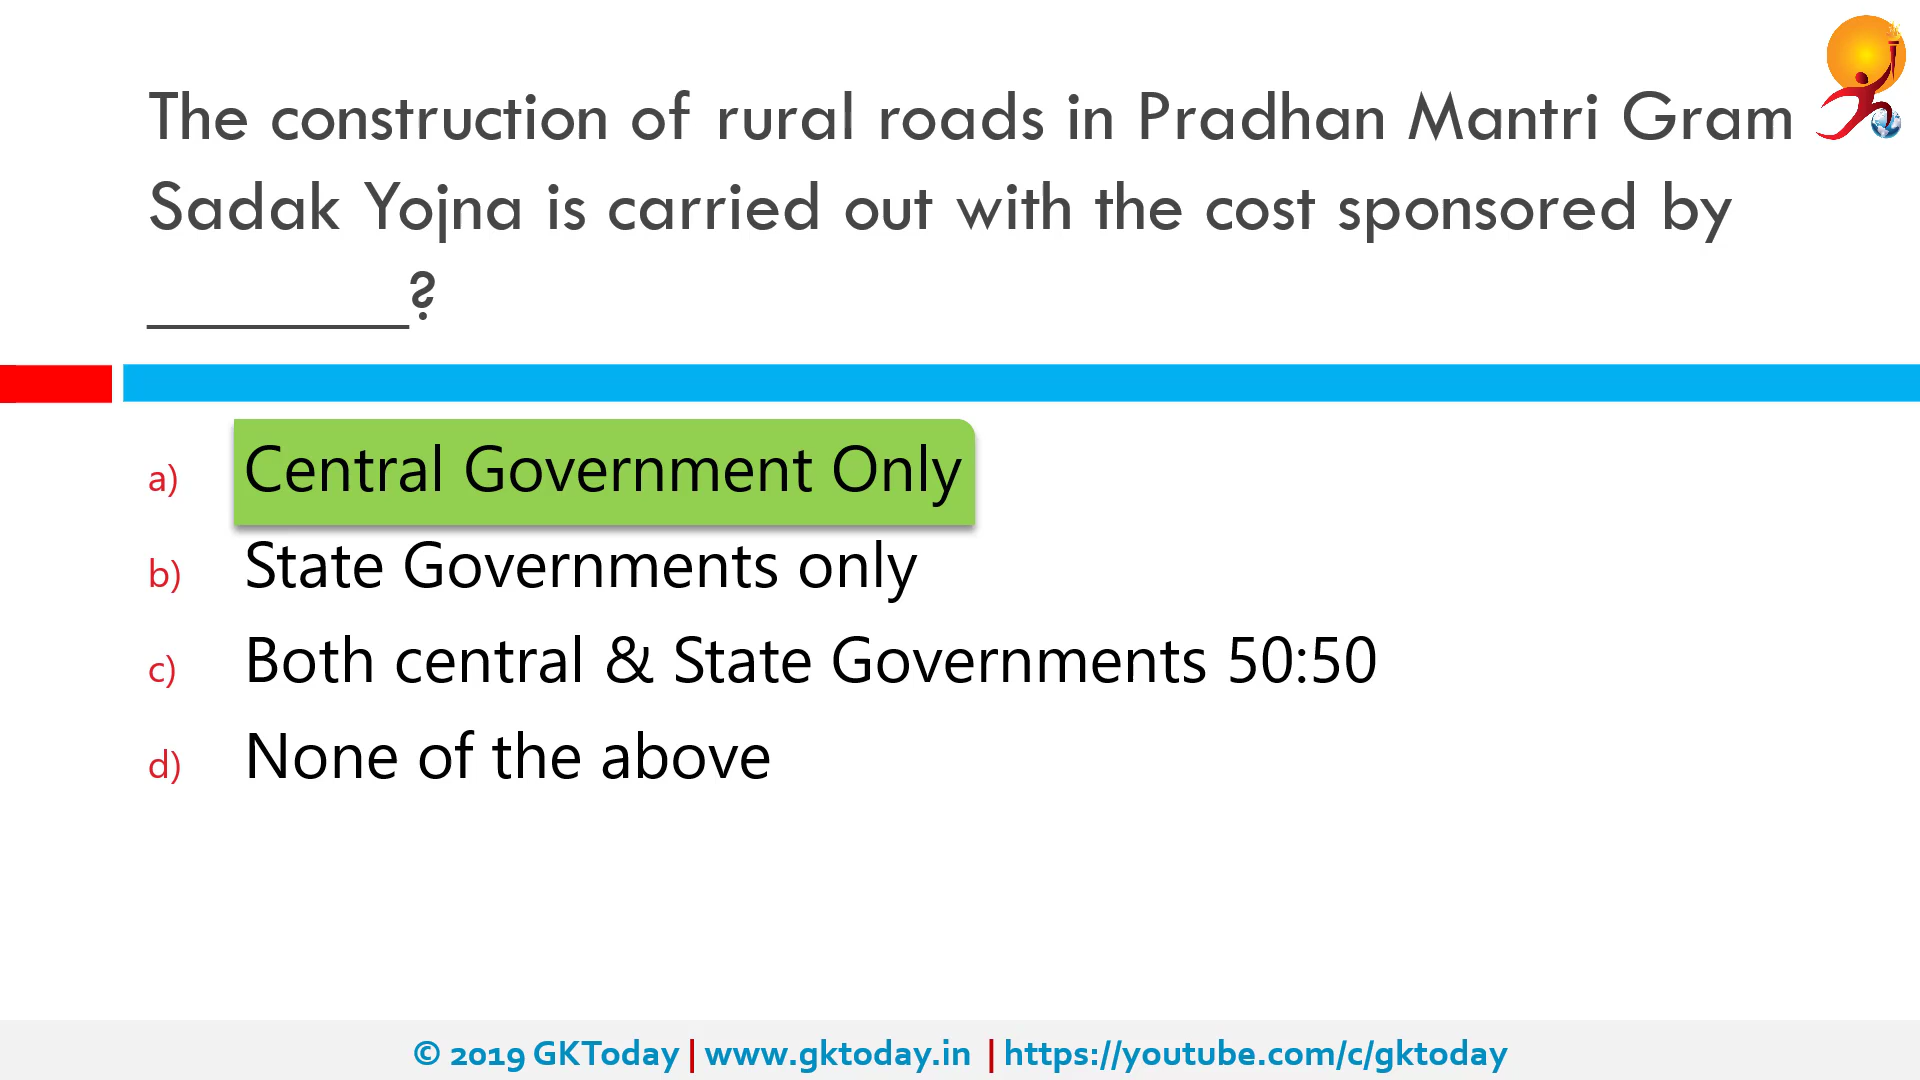 The construction of rural roads in Pradhan Mantri Gram
Sadak Yojna is carried out with the cost sponsored by
________?
a) Central Government Only
b) State Governments only
c) Both central & State Governments 50:50
d) None of the above
© 2019 GKToday | www.gktoday.in | https://youtube.com/c/gktoday